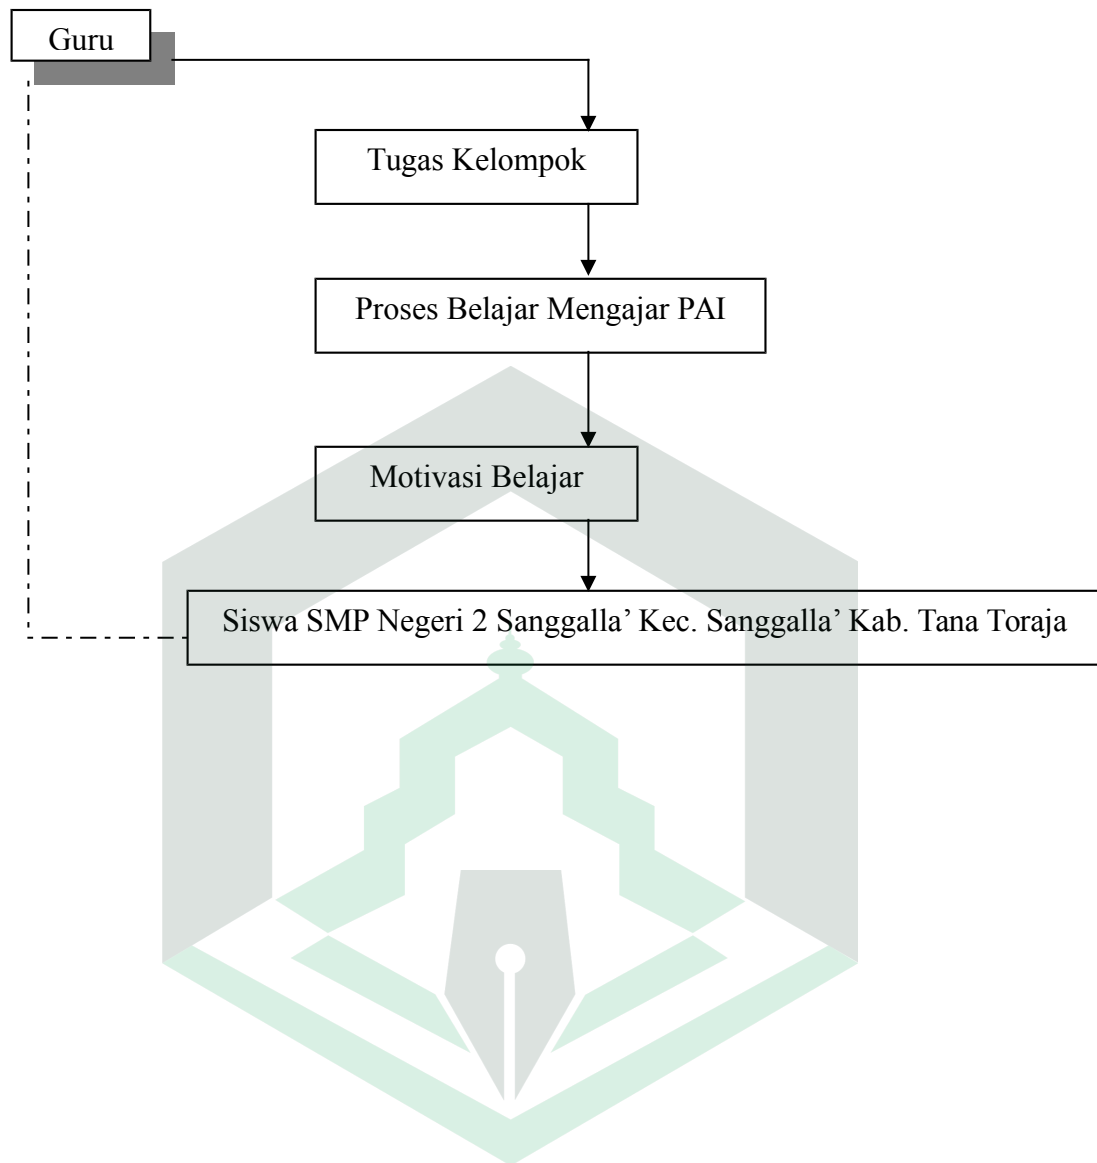 Guru
Tugas Kelompok
Proses Belajar Mengajar PAI
Motivasi Belajar
Siswa SMP Negeri 2 Sanggalla’ Kec. Sanggalla’ Kab. Tana Toraja